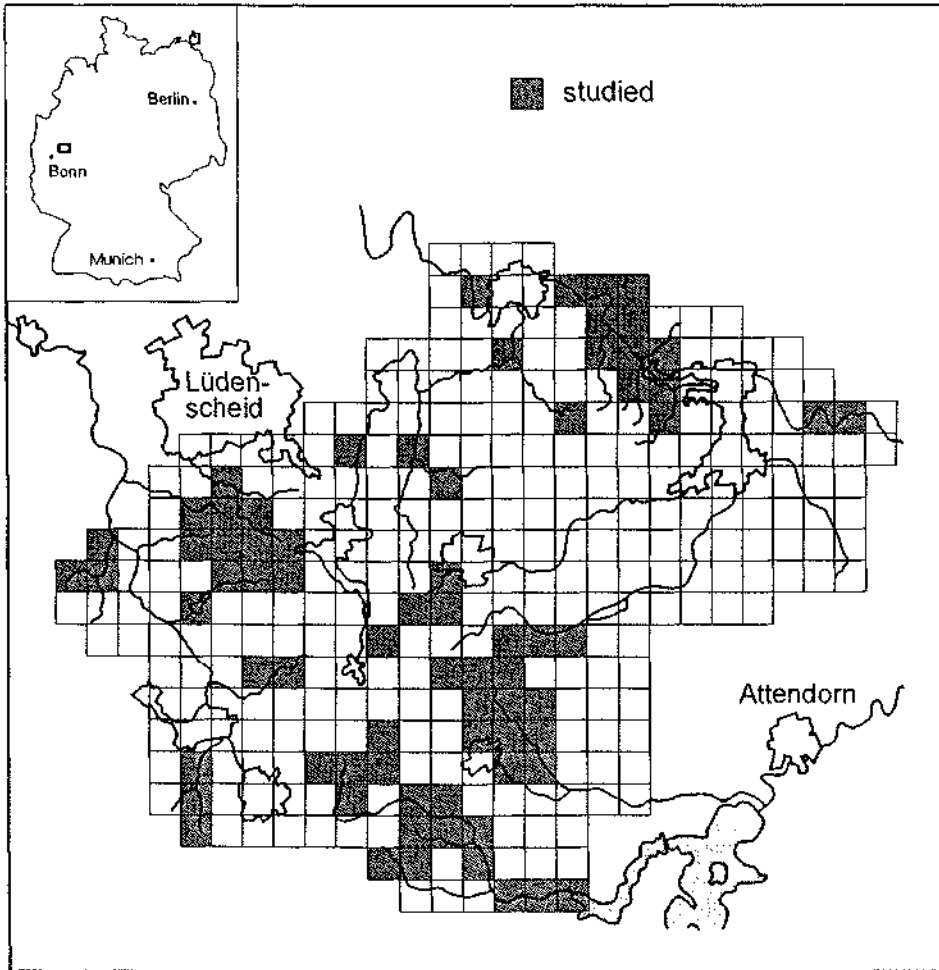 Berlin
Bonn
Munich
studied
Lüden-
scheid
Attendorn